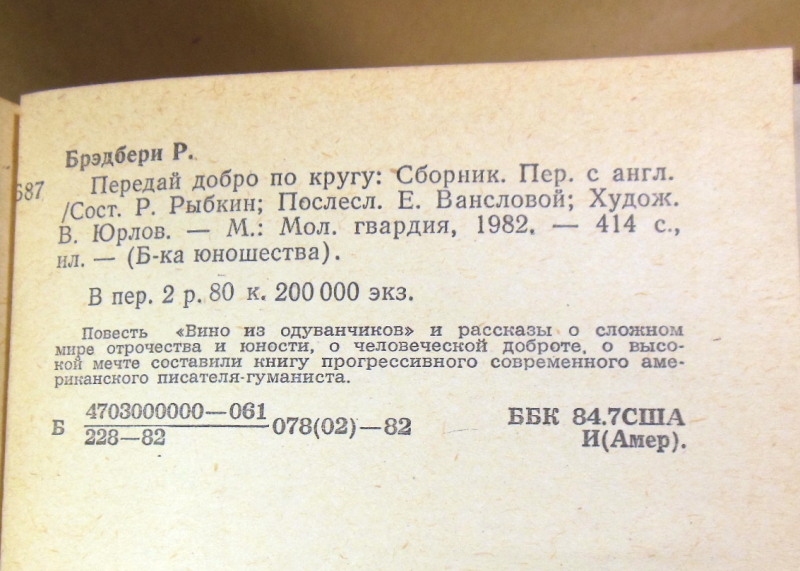 Брэдбери Р.
687 Передай добро по кругу: Сборник. Пер. с англ.
/Сост. Р. Рыбкин; Послесл. Е. Вансловой; Худож.
В. Юрлов. — М.: Мол. гвардия, 1982. — 414 с.,
ил. — (Б-ка юношества).
В пер. 2 р. 80 к. 200 000 экз.
Повесть «Вино из одуванчиков» и рассказы о сложном
мире отрочества и юности, о человеческой доброте, о высо-
кой мечте составили книгу прогрессивного современного аме-
риканского писателя-гуманиста.
Б 4703000000—061
228—82
078(02)—82
ББК 84.7США
И(Амер).